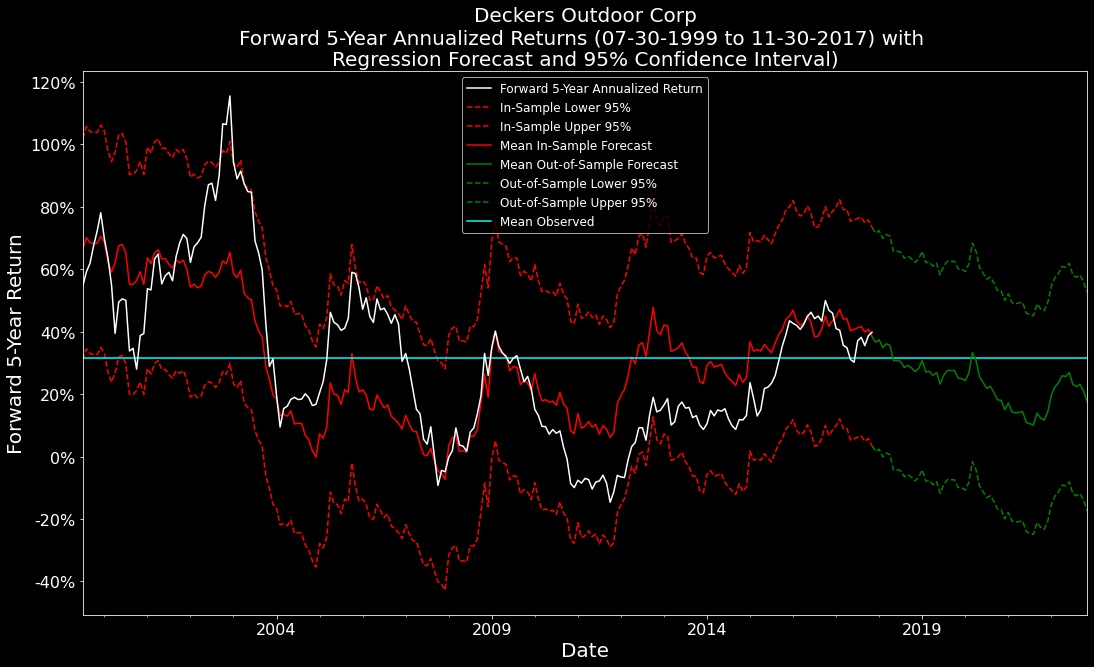 Deckers Outdoor Corp
Forward 5-Year Annualized Returns (07-30-1999 to 11-30-2017) with
Regression Forecast and 95% Confidence Interval)
Forward 5-Year Annualized Return
In-Sample Lower 95%
In-Sample Upper 95%
Mean In-Sample Forecast
Mean Out-of-Sample Forecast
Out-of-Sample Lower 95%
Out-of-Sample Upper 95%
Mean Observed
Forward 5-Year Return
120%
100%
80%
60%
40%
20%
0%
-20%
-40%
2004 2009 2014 2019
Date